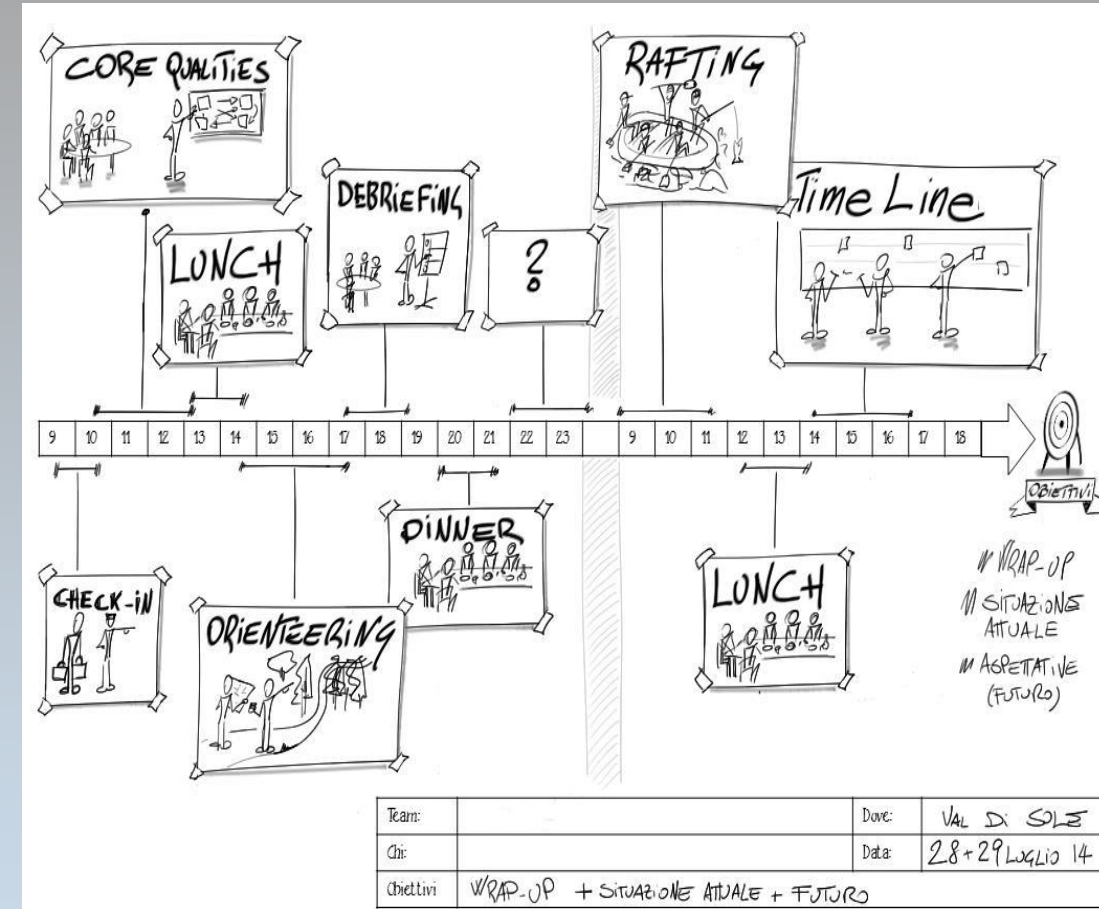 CORE QUALITIES
RAFTING
LUNCH
DEBRIEFING
?
Time Line
9 10 11 12 13 14 15 16 17 18 19 20 21 22 23 9 10 11 12 13 14 15 16 17 18
OBIETTIVI
CHECK-IN
ORIENTEERING
DINNER
LUNCH
WRAP-UP
SITUAZIONE
ATTUALE
ASPETTATIVE
(FUTURO)
Team:
Dove: VAL Di SOLE
Chi:
Data: 28+29 LUGLIO 14
Obiettivi WRAP-UP + SITUAZIONE ATTUALE + FUTURO